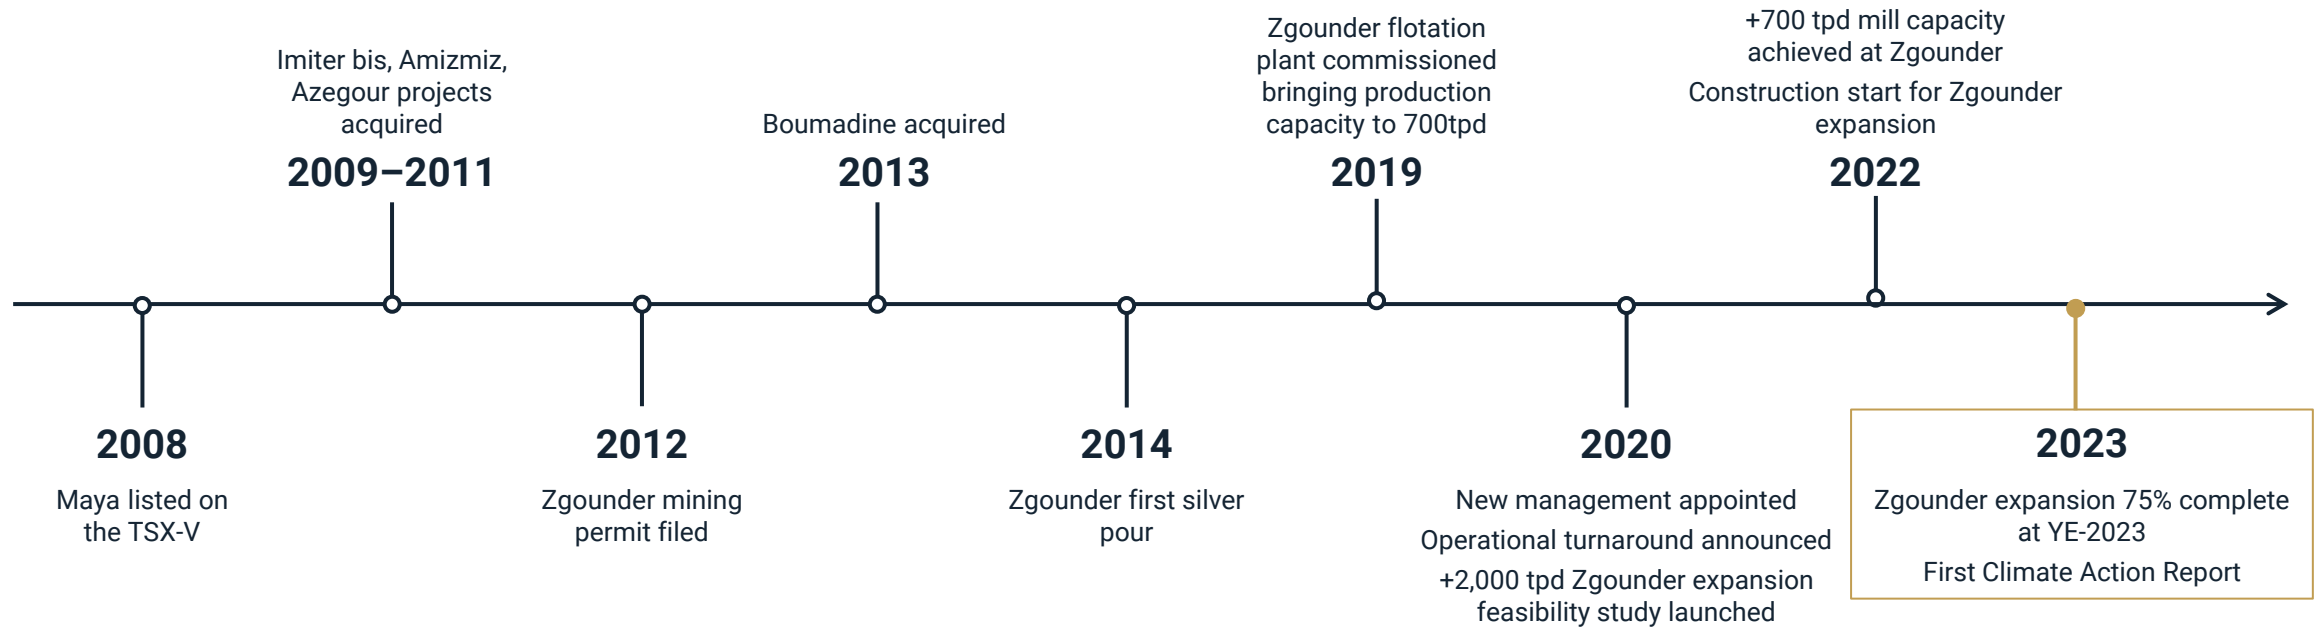 Imiter bis, Amizmiz,
Azegour projects
acquired
2009–2011
Boumadine acquired
2013
Zgounder flotation
plant commissioned
bringing production
capacity to 700tpd
2019
+700 tpd mill capacity
achieved at Zgounder
Construction start for Zgounder
expansion
2022
2008
Maya listed on
the TSX-V
2012
Zgounder mining
permit filed
2014
Zgounder first silver
pour
2020
New management appointed
Operational turnaround announced
+2,000 tpd Zgounder expansion
feasibility study launched
2023
Zgounder expansion 75% complete
at YE-2023
First Climate Action Report